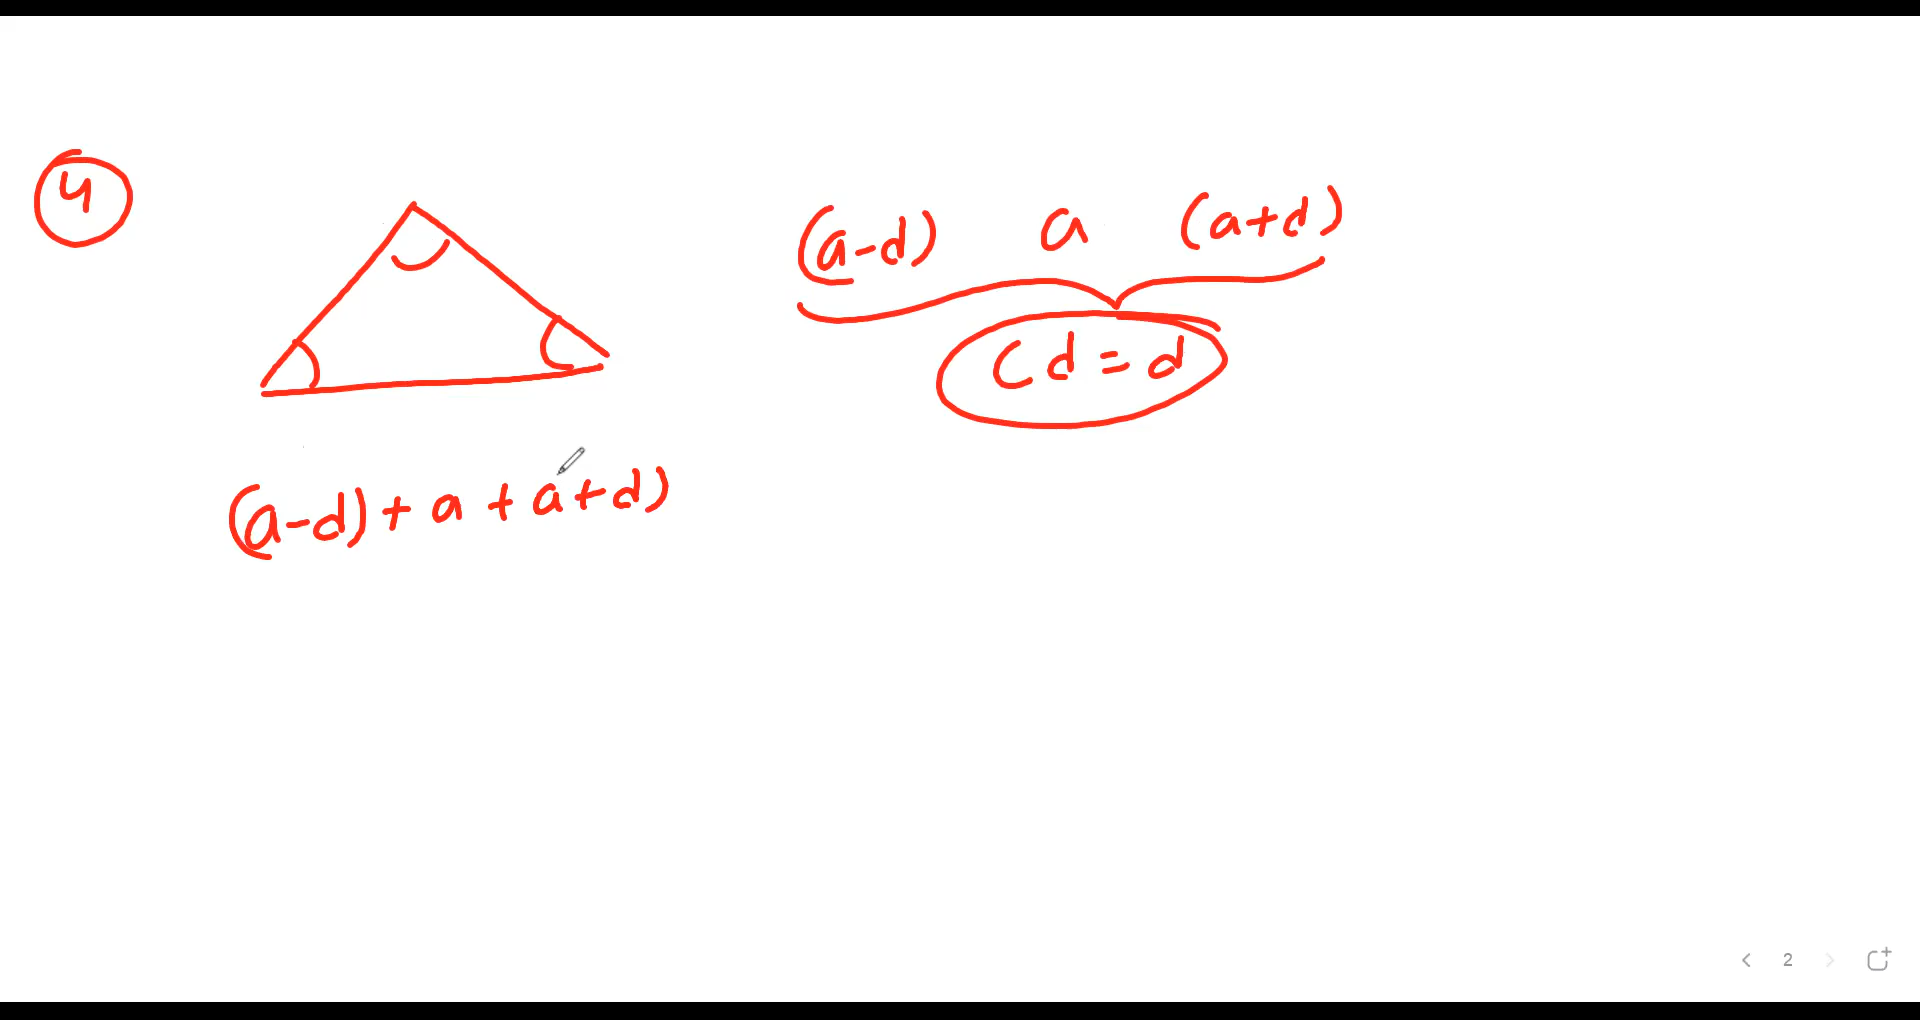 4
(a-d) a (a+d)
Cd = d
(a-d) + a + a+d)
2